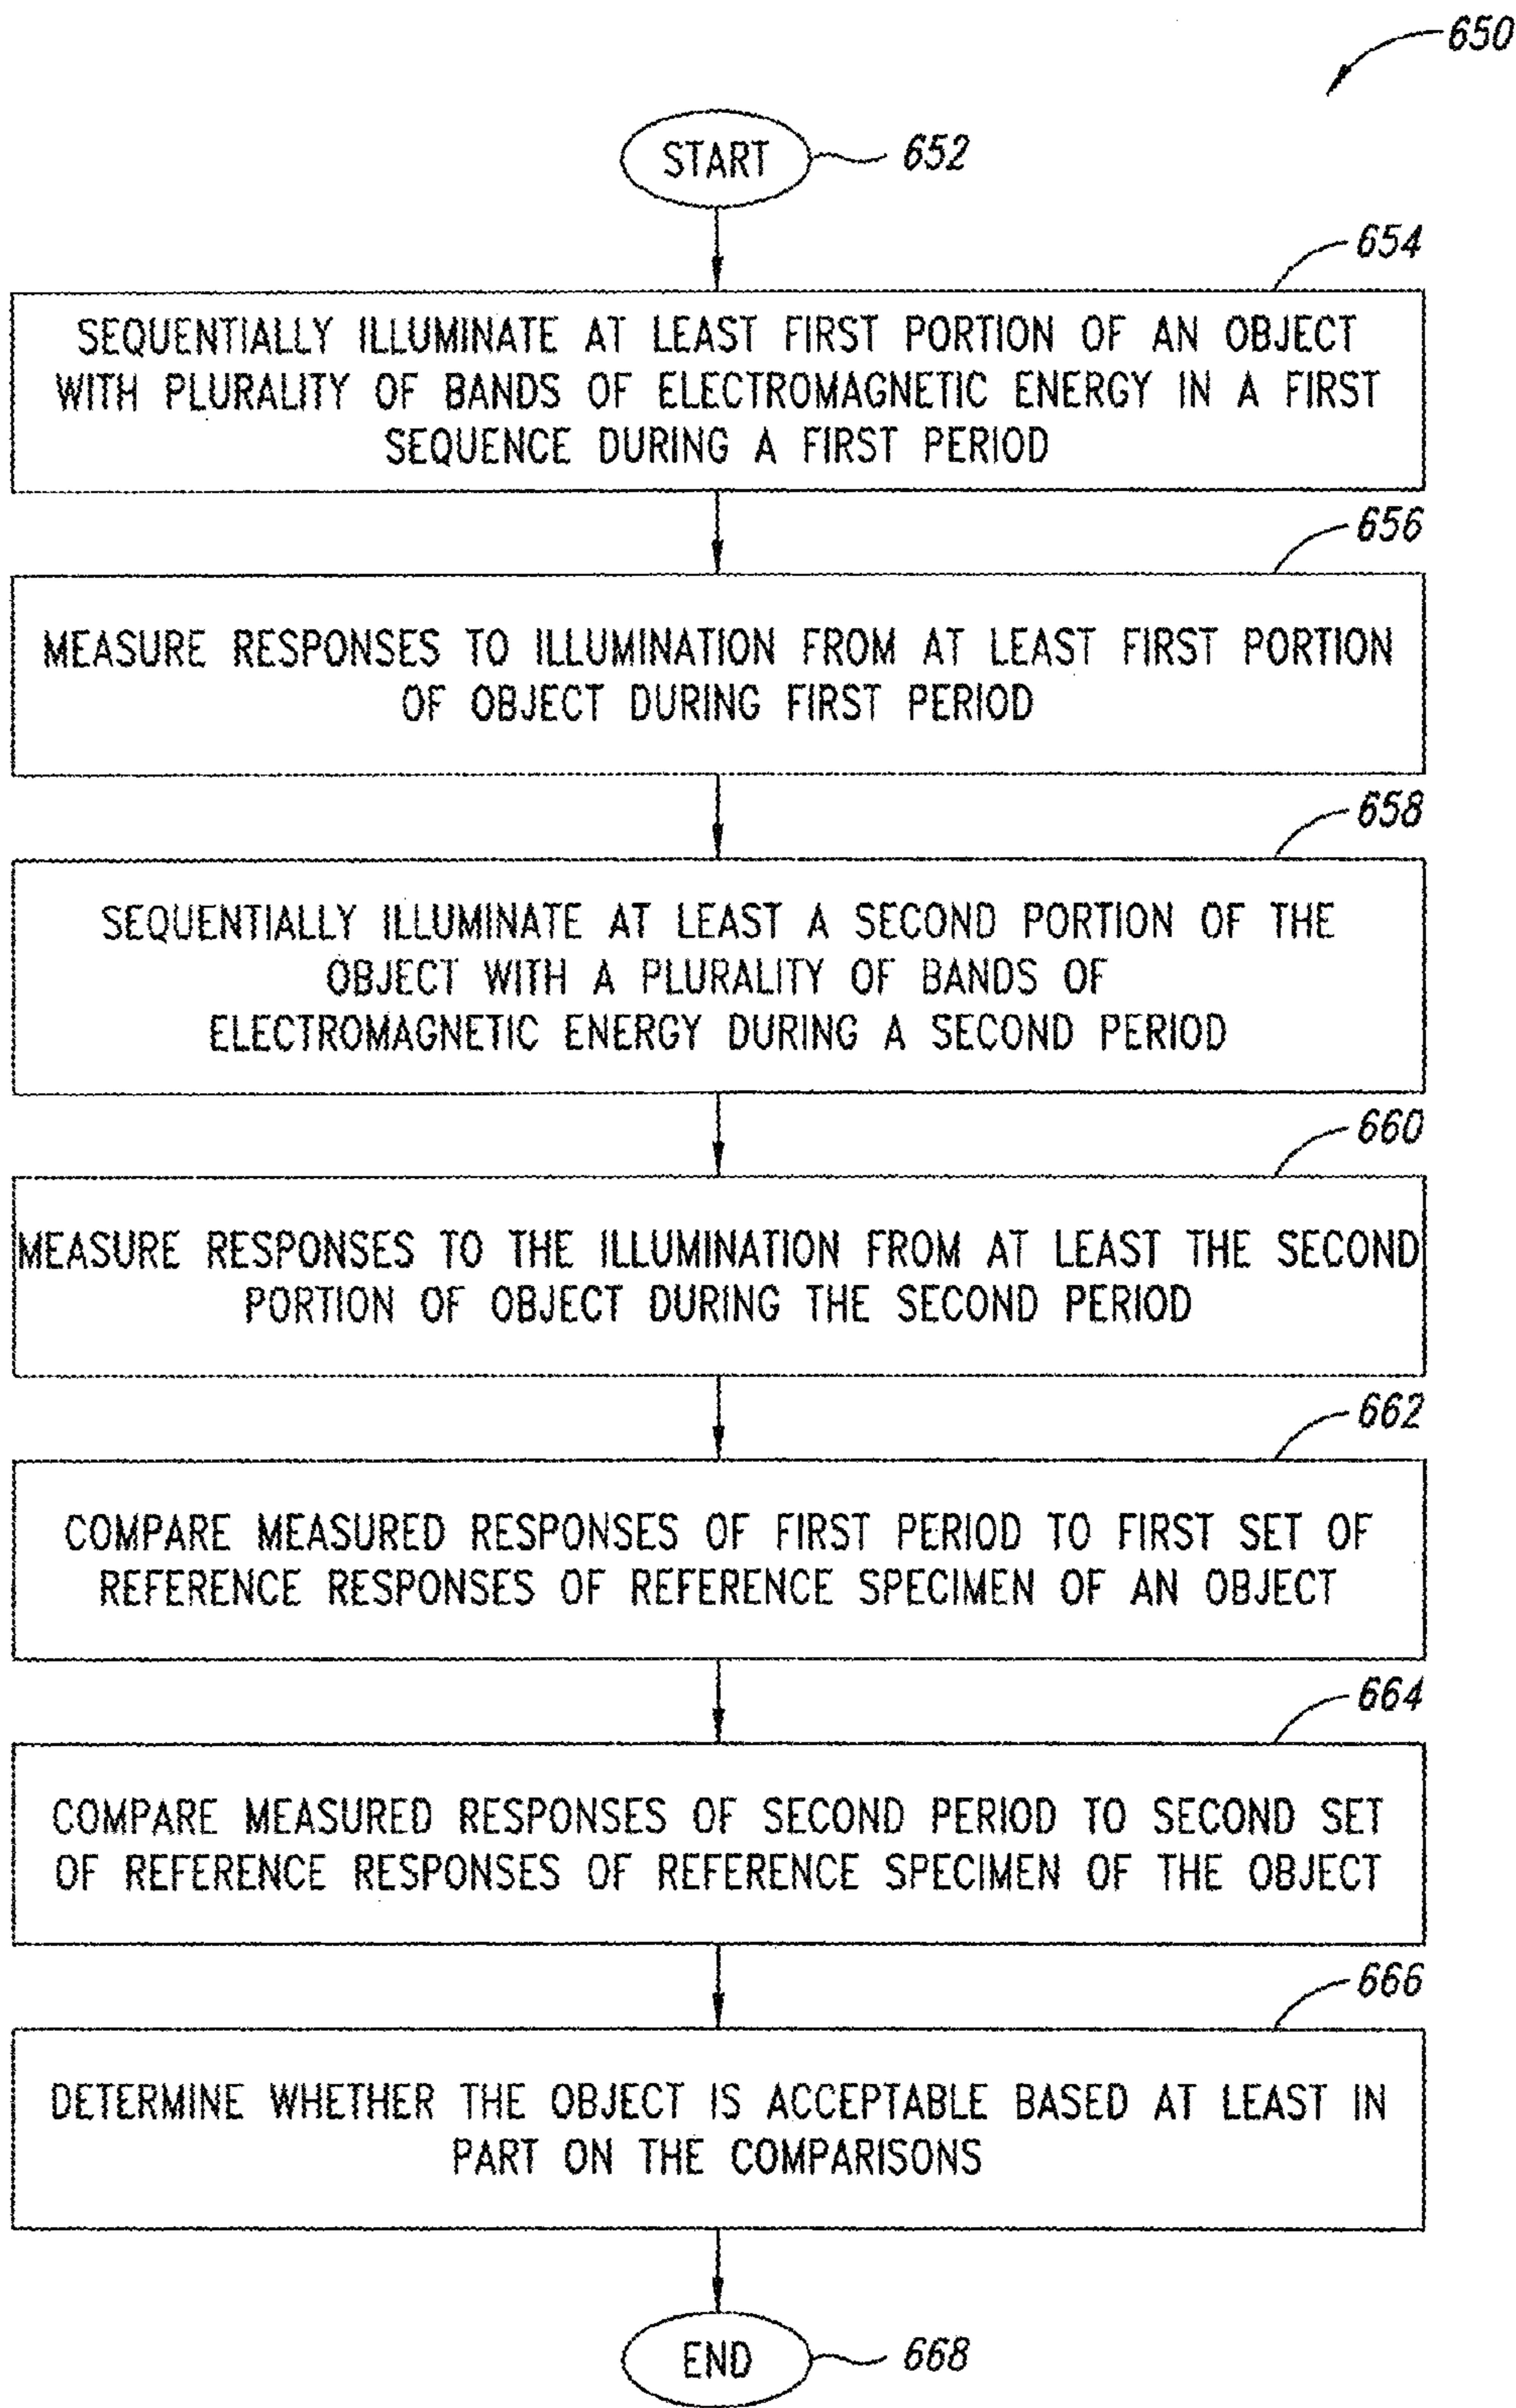 650
START
652
654
SEQUENTIALLY ILLUMINATE AT LEAST FIRST PORTION OF AN OBJECT
WITH PLURALITY OF BANDS OF ELECTROMAGNETIC ENERGY IN A FIRST
SEQUENCE DURING A FIRST PERIOD
656
MEASURE RESPONSES TO ILLUMINATION FROM AT LEAST FIRST PORTION
OF OBJECT DURING FIRST PERIOD
658
SEQUENTIALLY ILLUMINATE AT LEAST A SECOND PORTION OF THE
OBJECT WITH A PLURALITY OF BANDS OF
ELECTROMAGNETIC ENERGY DURING A SECOND PERIOD
660
MEASURE RESPONSES TO THE ILLUMINATION FROM AT LEAST THE SECOND
PORTION OF OBJECT DURING THE SECOND PERIOD
662
COMPARE MEASURED RESPONSES OF FIRST PERIOD TO FIRST SET OF
REFERENCE RESPONSES OF REFERENCE SPECIMEN OF AN OBJECT
664
COMPARE MEASURED RESPONSES OF SECOND PERIOD TO SECOND SET
OF REFERENCE RESPONSES OF REFERENCE SPECIMEN OF THE OBJECT
666
DETERMINE WHETHER THE OBJECT IS ACCEPTABLE BASED AT LEAST IN
PART ON THE COMPARISONS
END
668